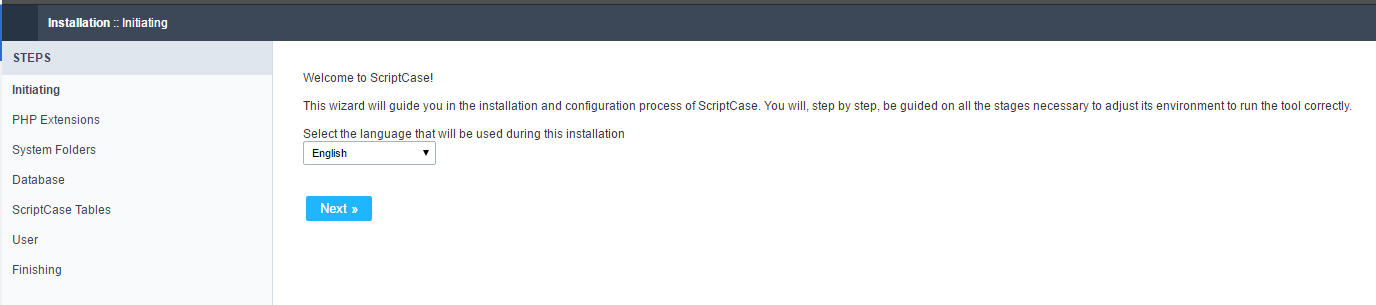 Installation :: Initiating
STEPS
Initiating
PHP Extensions
System Folders
Database
ScriptCase Tables
User
Finishing
Welcome to ScriptCase!
This wizard will guide you in the installation and configuration process of ScriptCase. You will, step by step, be guided on all the stages necessary to adjust its environment to run the tool correctly.
Select the language that will be used during this installation
English
Next »